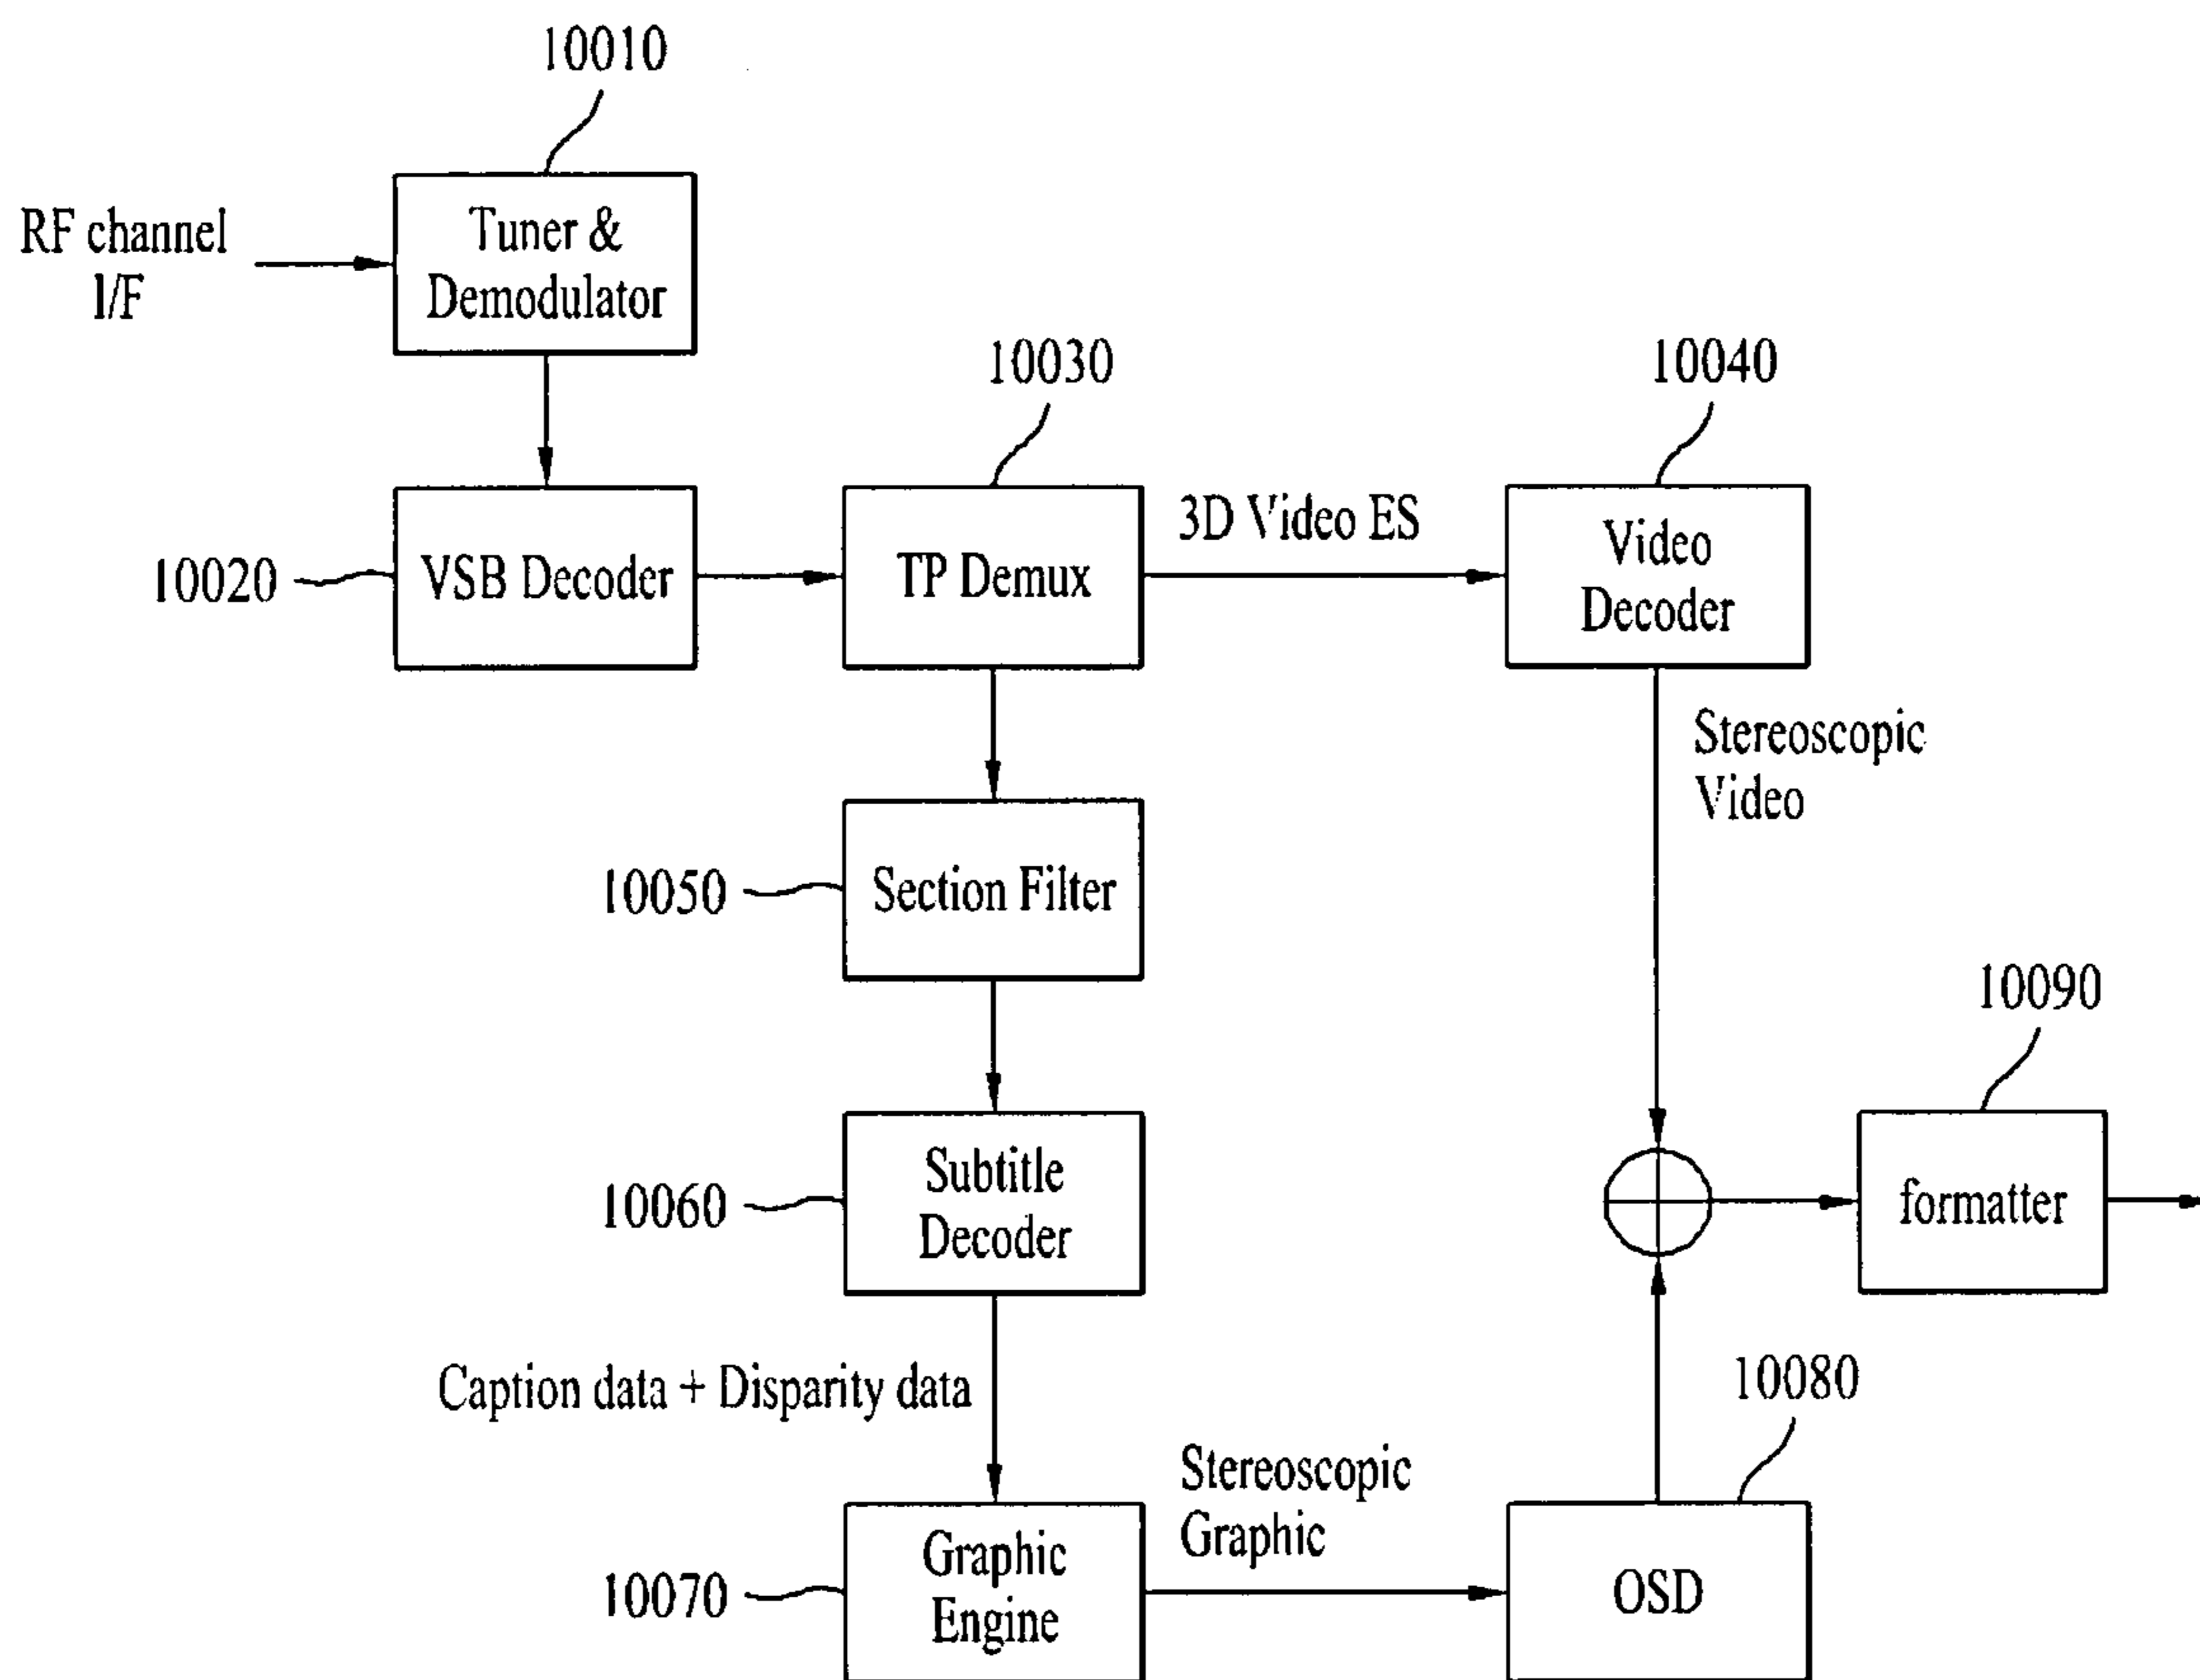 10010
RF channel
I/F
Tuner &
Demodulator
10020
VSB Decoder
10030
TP Demux
3D Video ES
10040
Video
Decoder
Stereoscopic
Video
10050
Section Filter
10060
Subtitle
Decoder
Caption data + Disparity data
10070
Graphic
Engine
Stereoscopic
Graphic
10080
OSD
10090
formatter